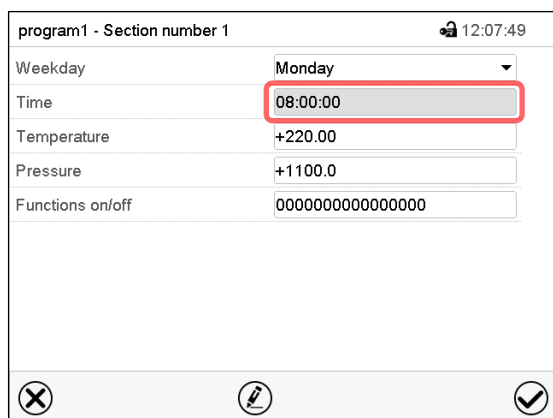 program1 - Section number 1 12:07:49
Weekday Monday
Time 08:00:00
Temperature +220.00
Pressure +1100.0
Functions on/off 0000000000000000